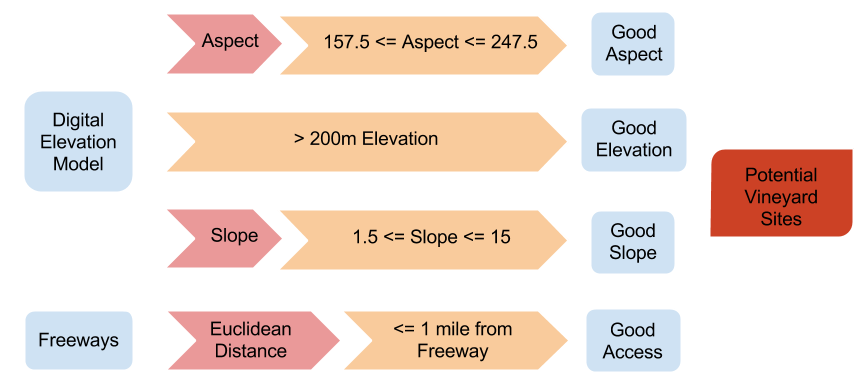 Digital
Elevation
Model
Aspect
157.5 <= Aspect <= 247.5
Good
Aspect
> 200m Elevation
Good
Elevation
Slope
1.5 <= Slope <= 15
Good
Slope
Freeways
Euclidean
Distance
<= 1 mile from
Freeway
Good
Access
Potential
Vineyard
Sites